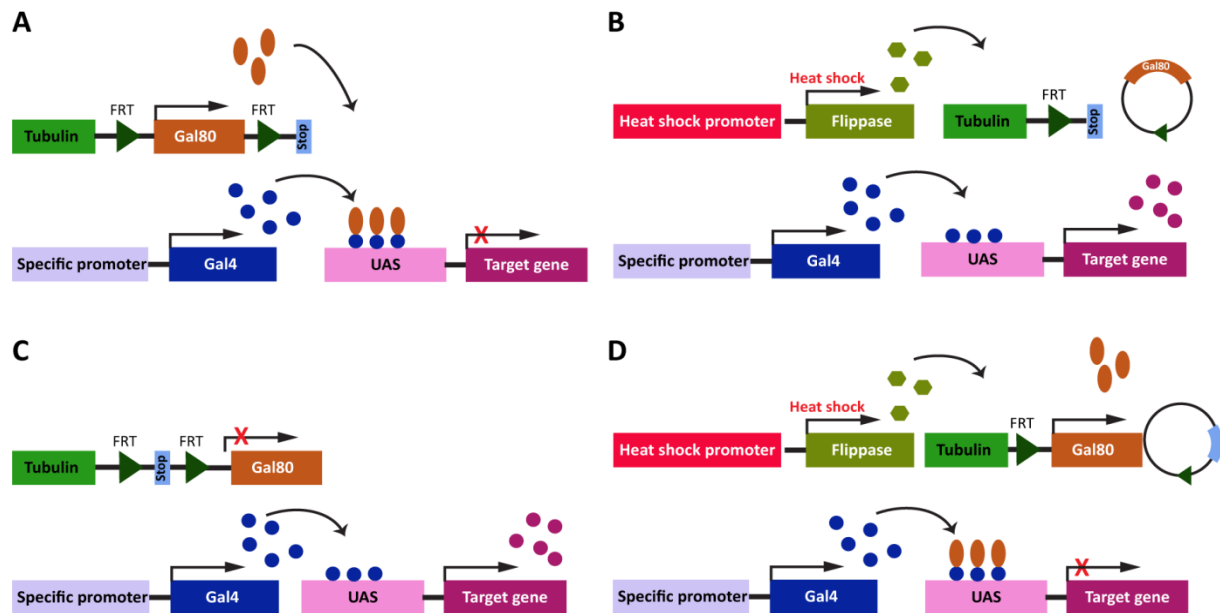 A
FRT
FRT
Tubulin
Gal80
Stop
Specific promoter
Gal4
UAS
Target gene
B
Heat shock
Heat shock promoter
Flippase
Tubulin
FRT
Stop
Gal80
Specific promoter
Gal4
UAS
Target gene
C
FRT
FRT
Tubulin
Stop
Gal80
Specific promoter
Gal4
UAS
Target gene
D
Heat shock
Heat shock promoter
Flippase
Tubulin
FRT
Gal80
Specific promoter
Gal4
UAS
Target gene